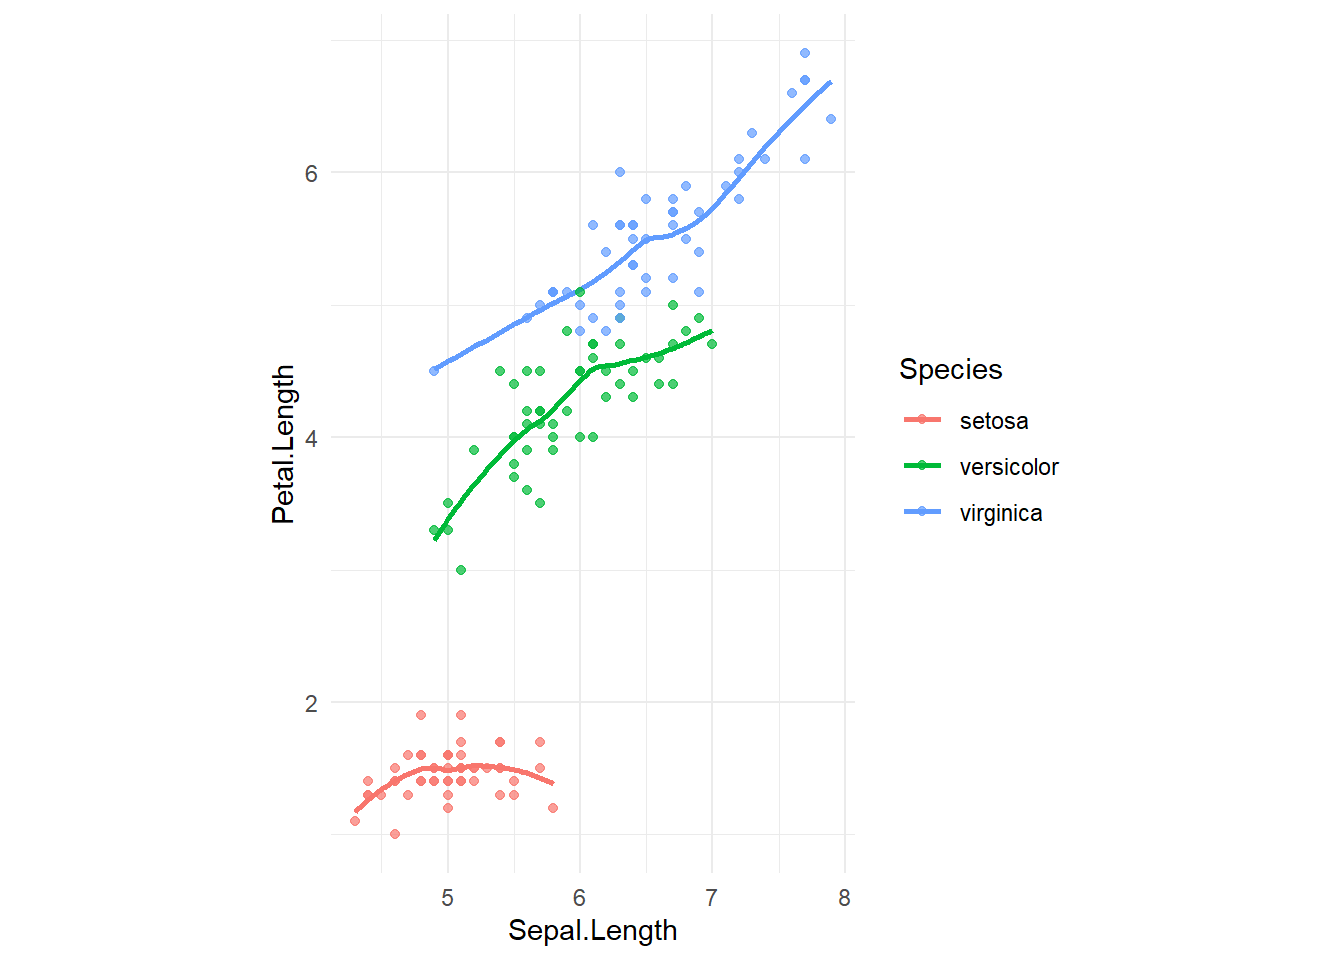 Petal.Length
6
4
2
5 6 7 8
Sepal.Length
Species
setosa
versicolor
virginica